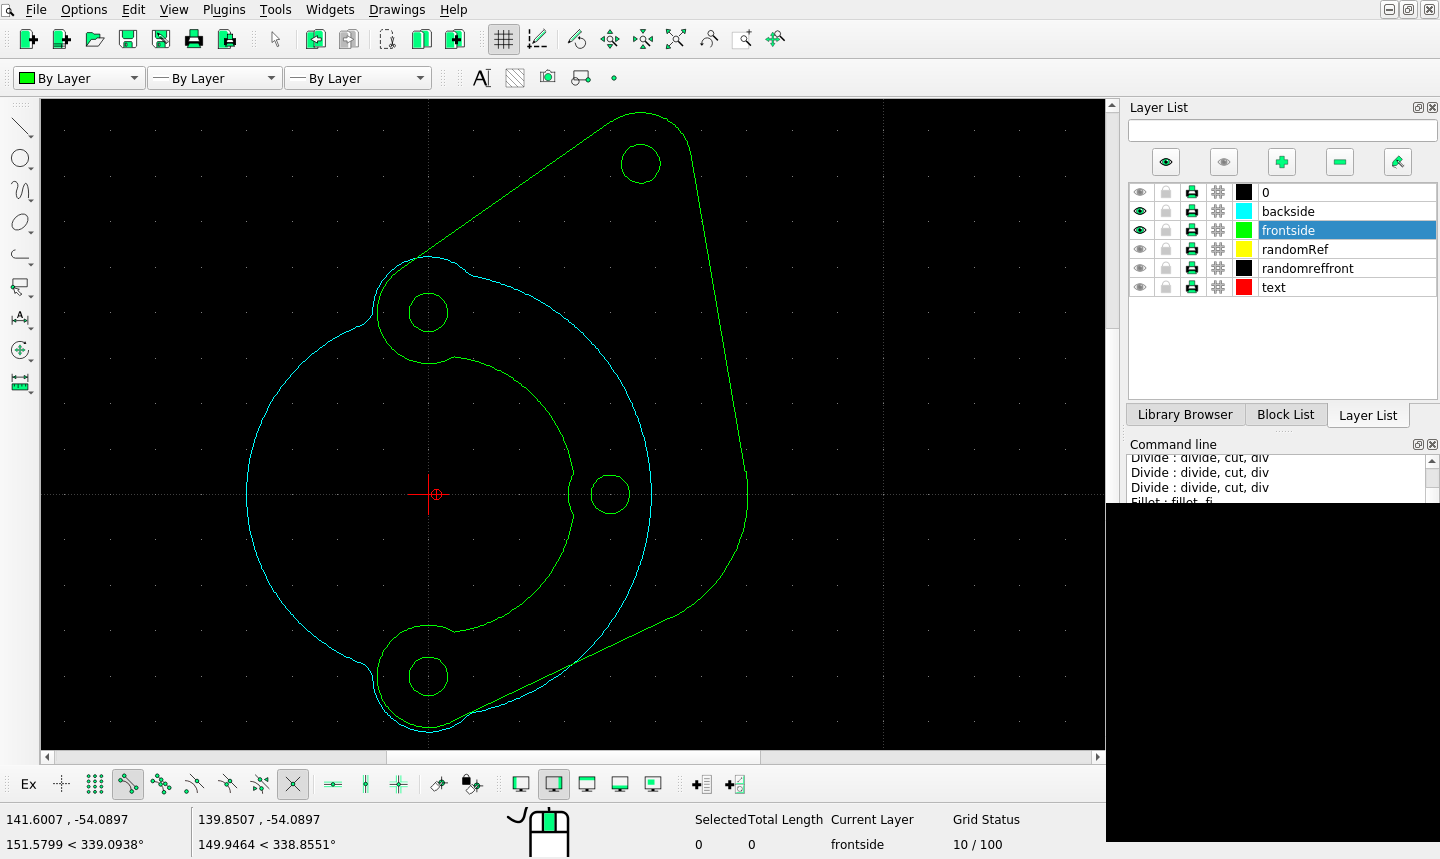 File Options Edit View Plugins Tools Widgets Drawings Help
By Layer By Layer By Layer
A
Layer List
0
backside
frontside
randomRef
randomreffront
text
Library Browser Block List Layer List
Command line
Divide : divide, cut, div
Divide : divide, cut, div
Divide : divide, cut, div
Fillet : fillet, fi
A
Ex
141.6007 , -54.0897 139.8507 , -54.0897 Selected Total Length Current Layer Grid Status
151.5799 < 339.0938° 149.9464 < 338.8551° 0 0 frontside 10 / 100